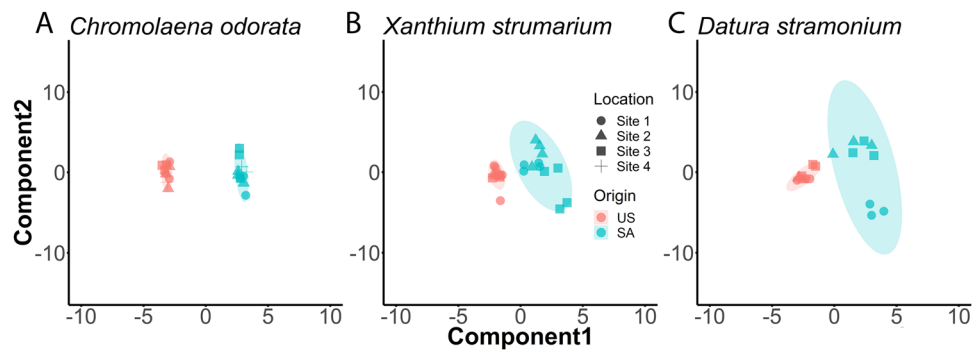 A Chromolaena odorata
B Xanthium strumarium
C Datura stramonium
Component2
10
0
-10
-10
-5
0
5
10
10
0
-10
-10
-5
0
5
10
Location
Site 1
Site 2
Site 3
Site 4
Origin
US
SA
10
0
-10
-10
-5
0
5
10
Component1